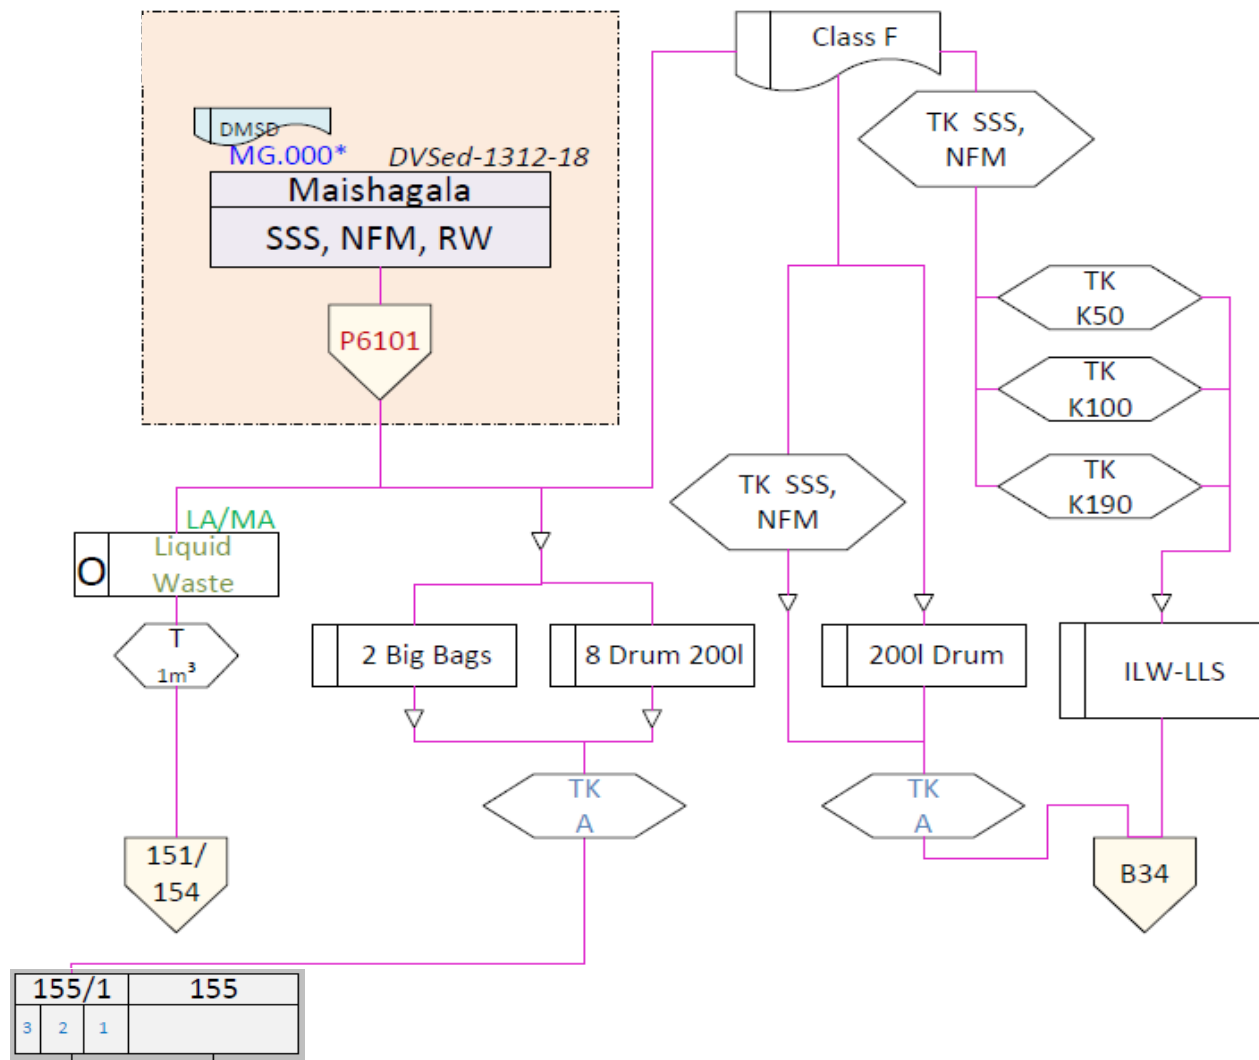 Class F
DMSD
MG.000*
DVSed-1312-18
Maishagala
SSS, NFM, RW
P6101
TK SSS,
NFM
TK
K50
TK
K100
TK
K190
TK SSS,
NFM
LA/MA
O
Liquid
Waste
T
1m³
2 Big Bags
8 Drum 200l
200l Drum
ILW-LLS
TK
A
TK
A
151/
154
B34
155/1
155
3
2
1